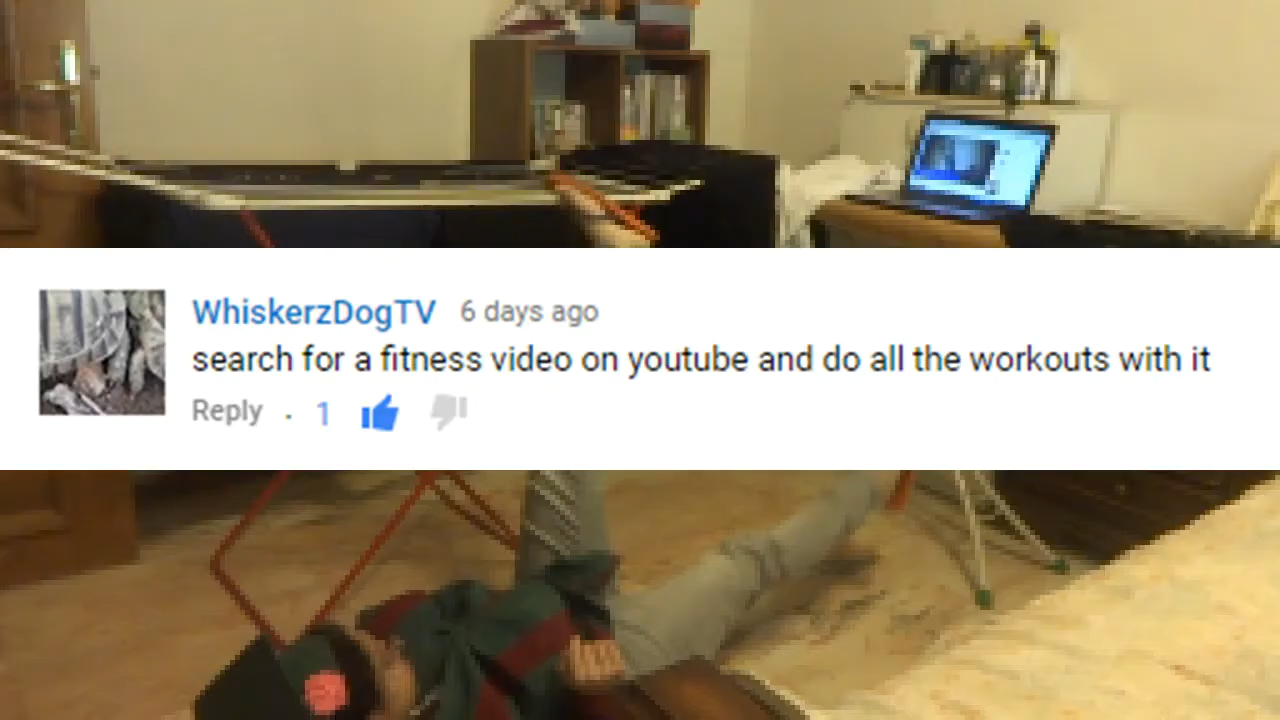 WhiskerzDogTV 6 days ago
search for a fitness video on youtube and do all the workouts with it
Reply . 1